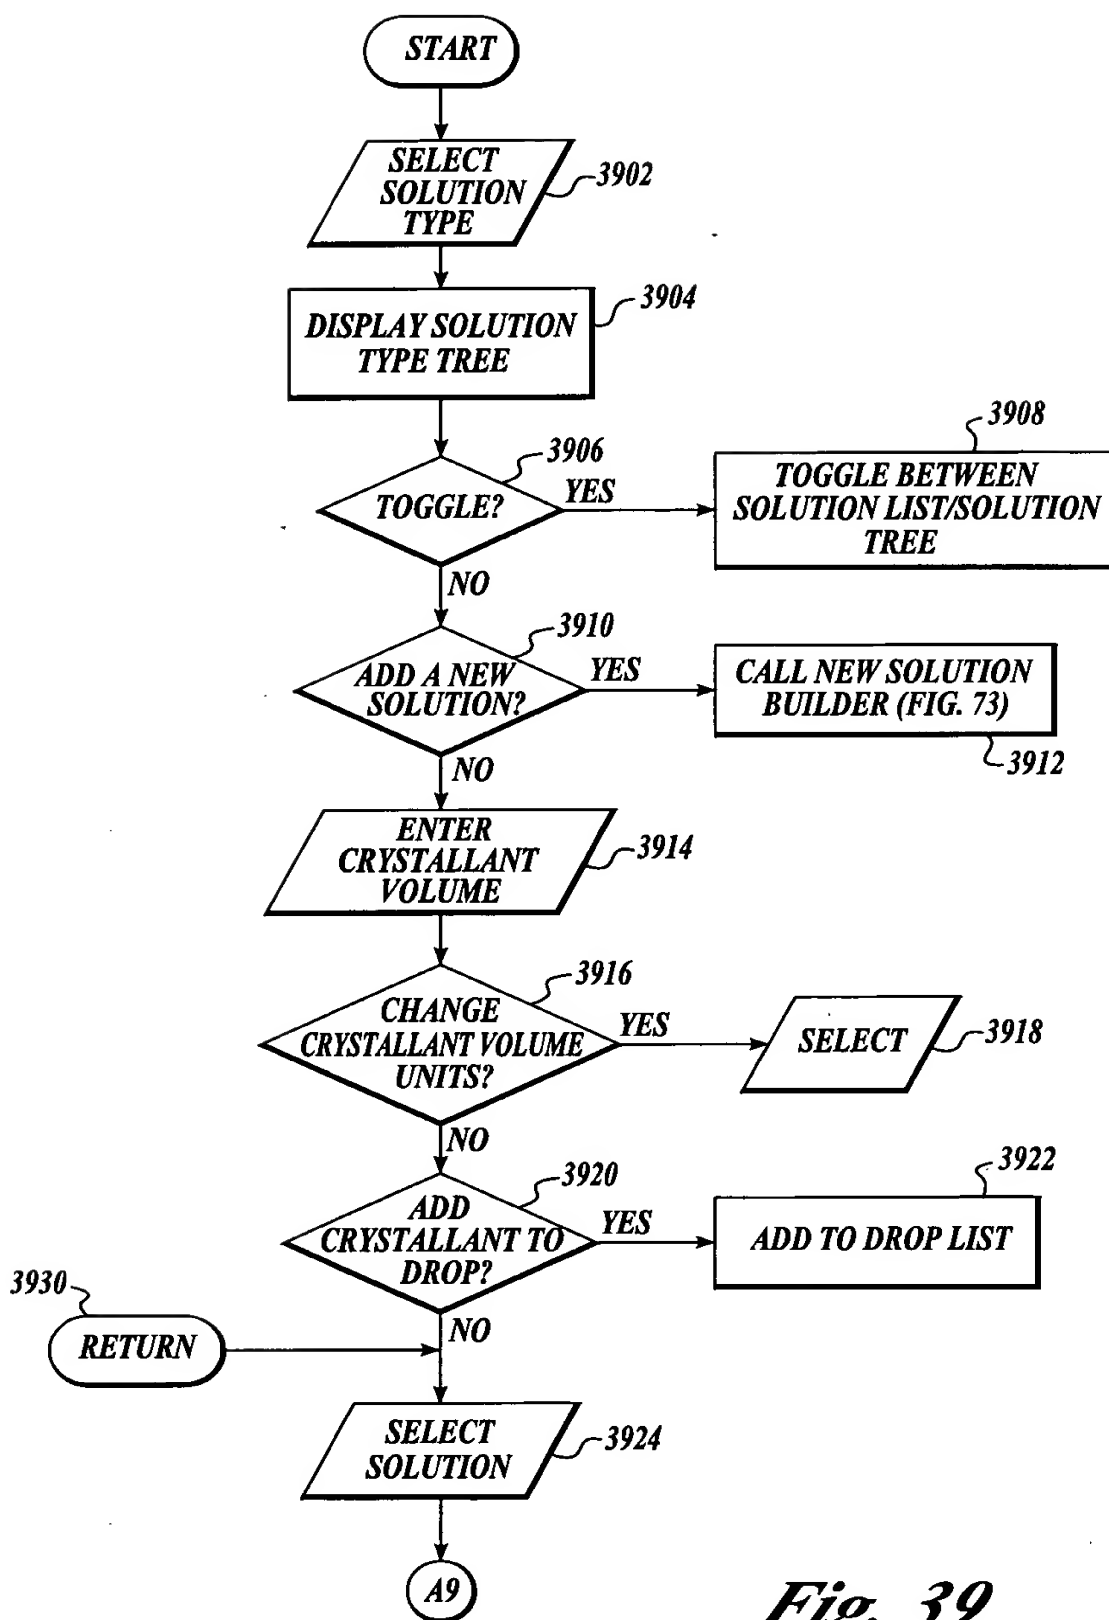 START
SELECT
SOLUTION
TYPE
3902
DISPLAY SOLUTION
TYPE TREE
3904
TOGGLE?
3906
YES
TOGGLE BETWEEN
SOLUTION LIST/SOLUTION
TREE
3908
NO
ADD A NEW
SOLUTION?
3910
YES
CALL NEW SOLUTION
BUILDER (FIG. 73)
3912
NO
ENTER
CRYSTALLANT
VOLUME
3914
CHANGE
CRYSTALLANT VOLUME
UNITS?
3916
YES
SELECT
3918
NO
ADD
CRYSTALLANT TO
DROP?
3920
YES
ADD TO DROP LIST
3922
NO
3930
RETURN
SELECT
SOLUTION
3924
A9
Fig. 39